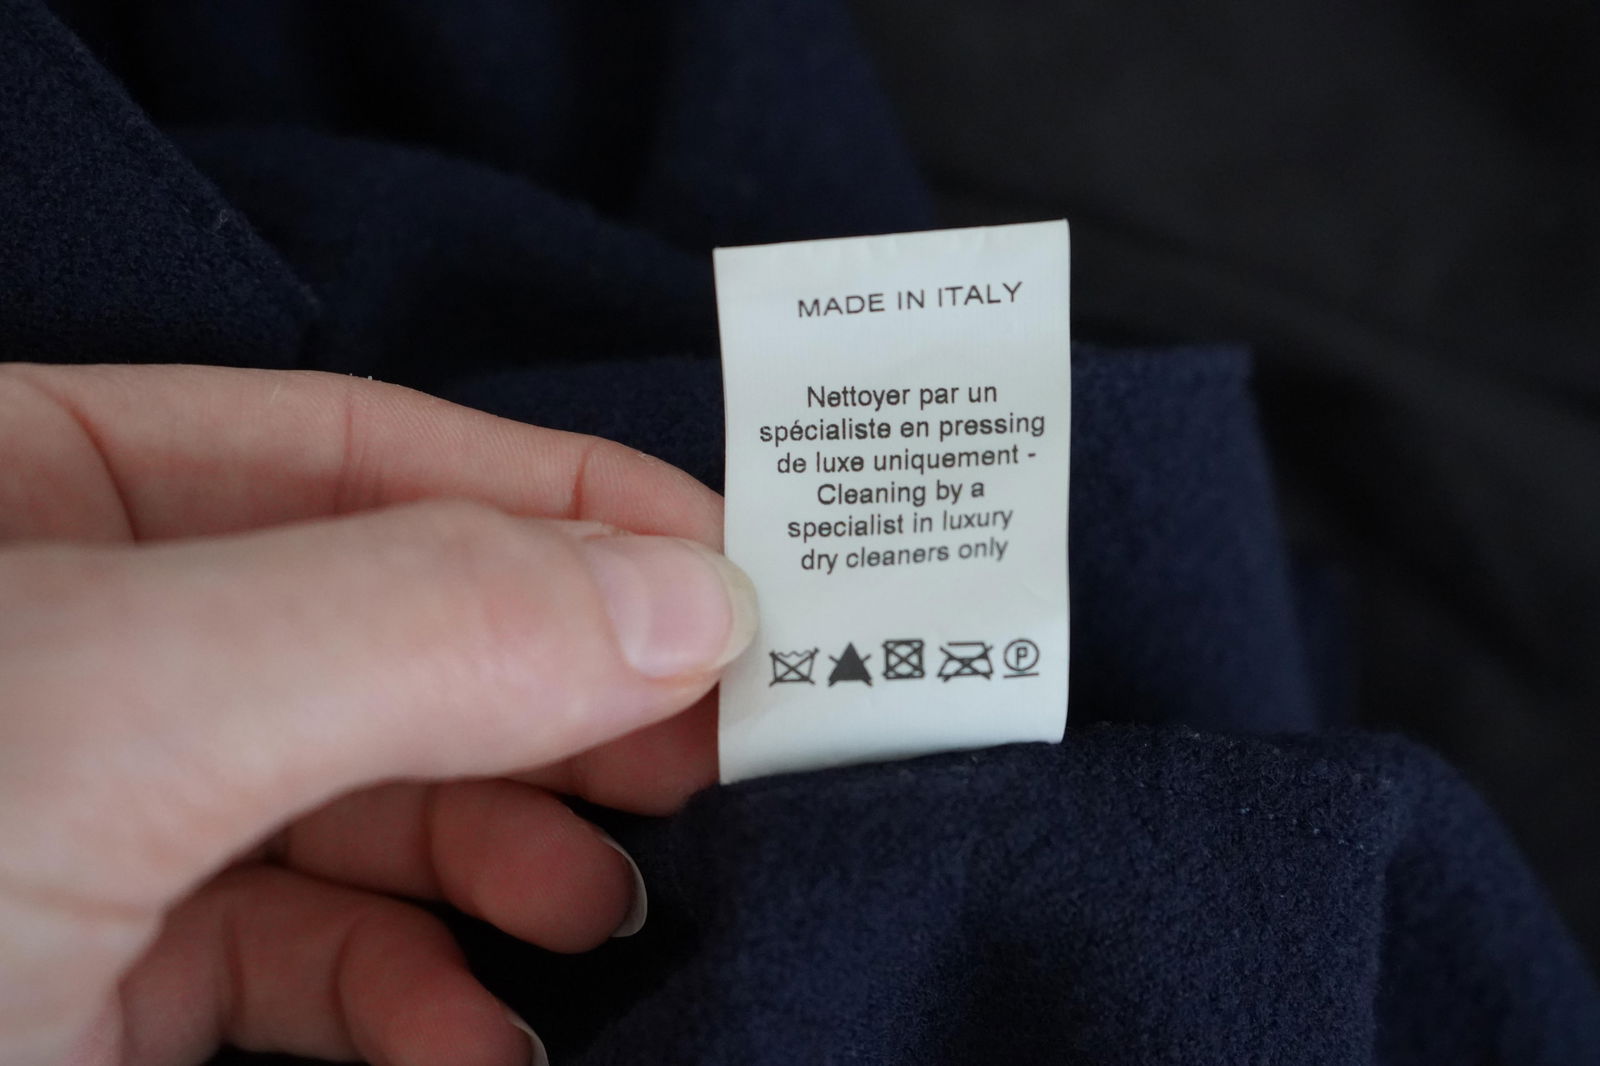 MADE IN ITALY
Nettoyer par un
spécialiste en pressing
de luxe uniquement -
Cleaning by a
specialist in luxury
dry cleaners only
P